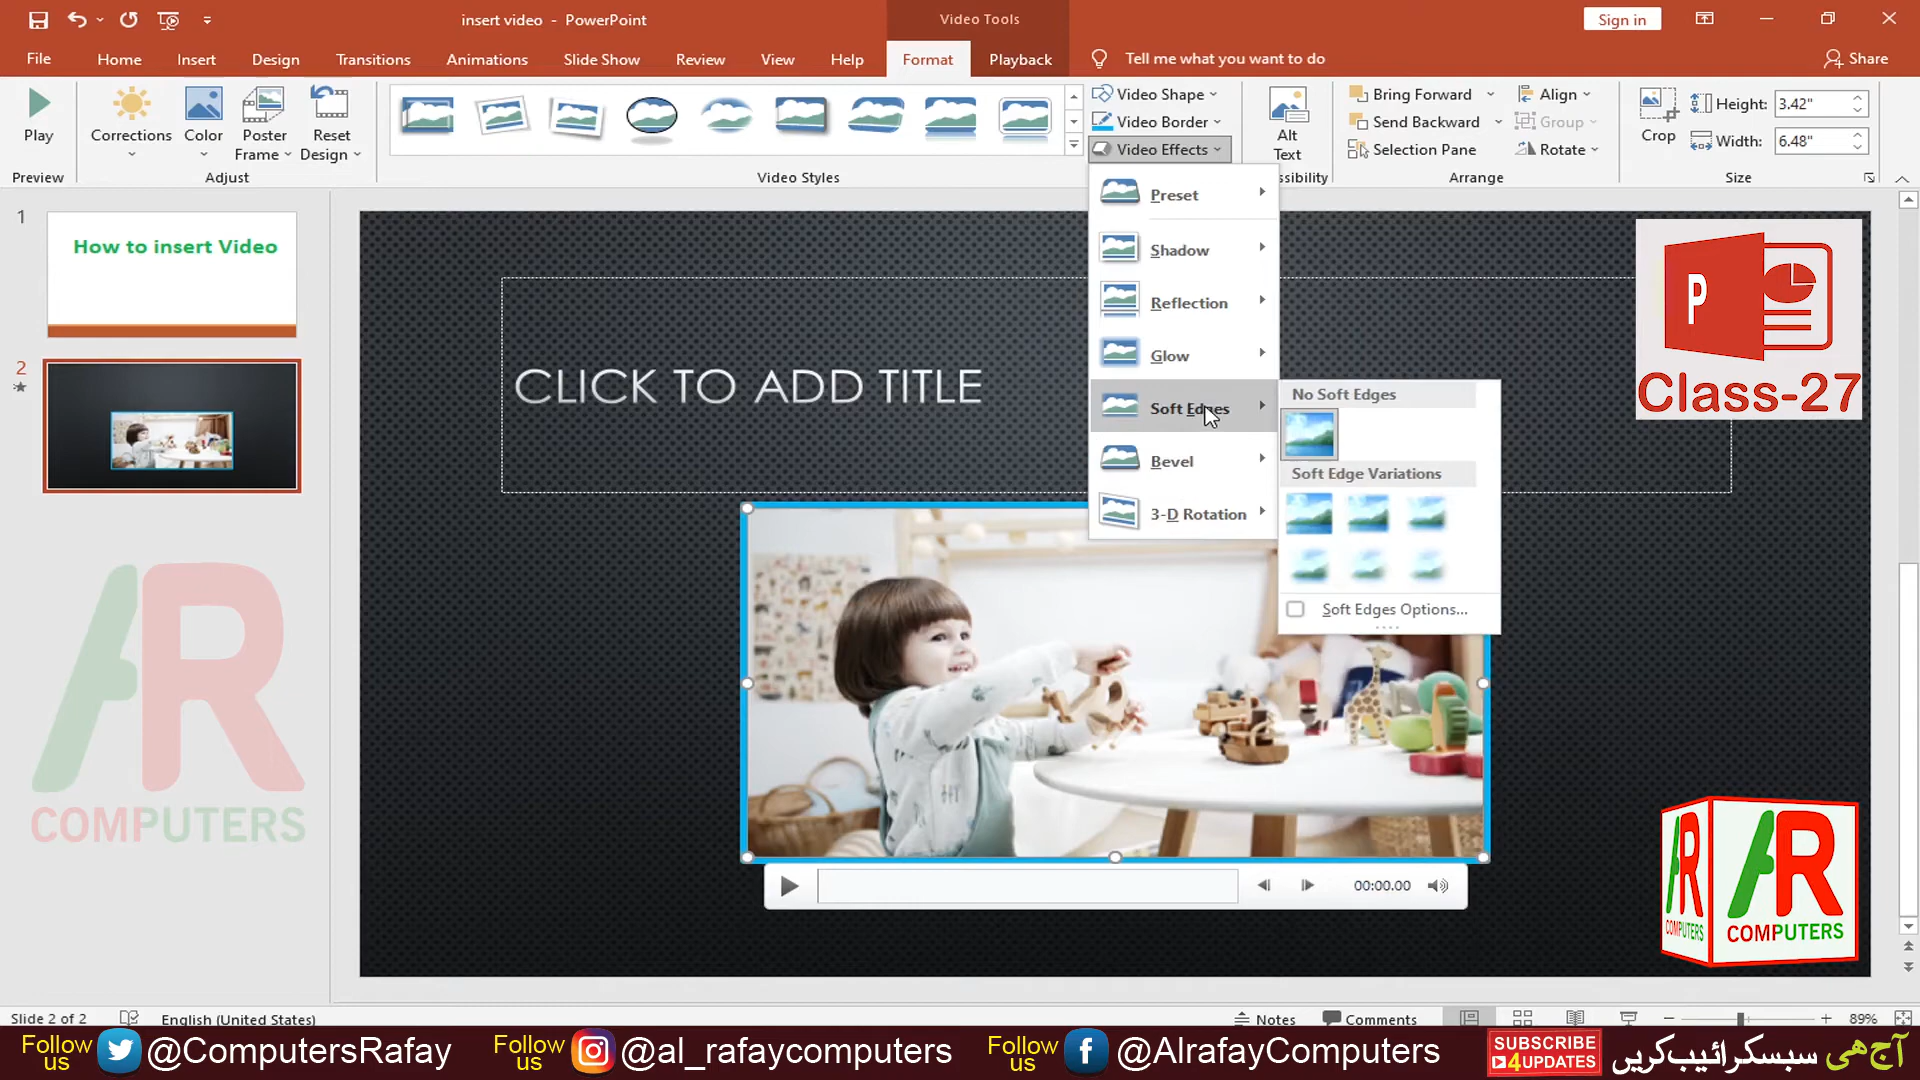 insert video - PowerPoint
Video Tools
Sign in
File
Home
Insert
Design
Transitions
Animations
Slide Show
Review
View
Help
Format
Playback
Tell me what you want to do
Share
Play
Corrections
Color
Poster Frame
Reset Design
Video Shape
Video Border
Video Effects
Alt Text
Bring Forward
Send Backward
Selection Pane
Align
Group
Rotate
Crop
Height: 3.42"
Width: 6.48"
Preview
Adjust
Video Styles
sibility
Arrange
Size
Preset
Shadow
Reflection
Glow
Soft Edges
Bevel
3-D Rotation
No Soft Edges
Soft Edge Variations
Soft Edges Options...
1
How to insert Video
2
CLICK TO ADD TITLE
P
Class-27
AR
COMPUTERS
00:00.00
AR
COMPUTERS
AR
COMPUTERS
Slide 2 of 2
English (United States)
Notes
Comments
89%
Follow us @ComputersRafay
Follow us @al_rafaycomputers
Follow us @AlrafayComputers
SUBSCRIBE
4UPDATES
آج ھی سبسکرائیب کریں